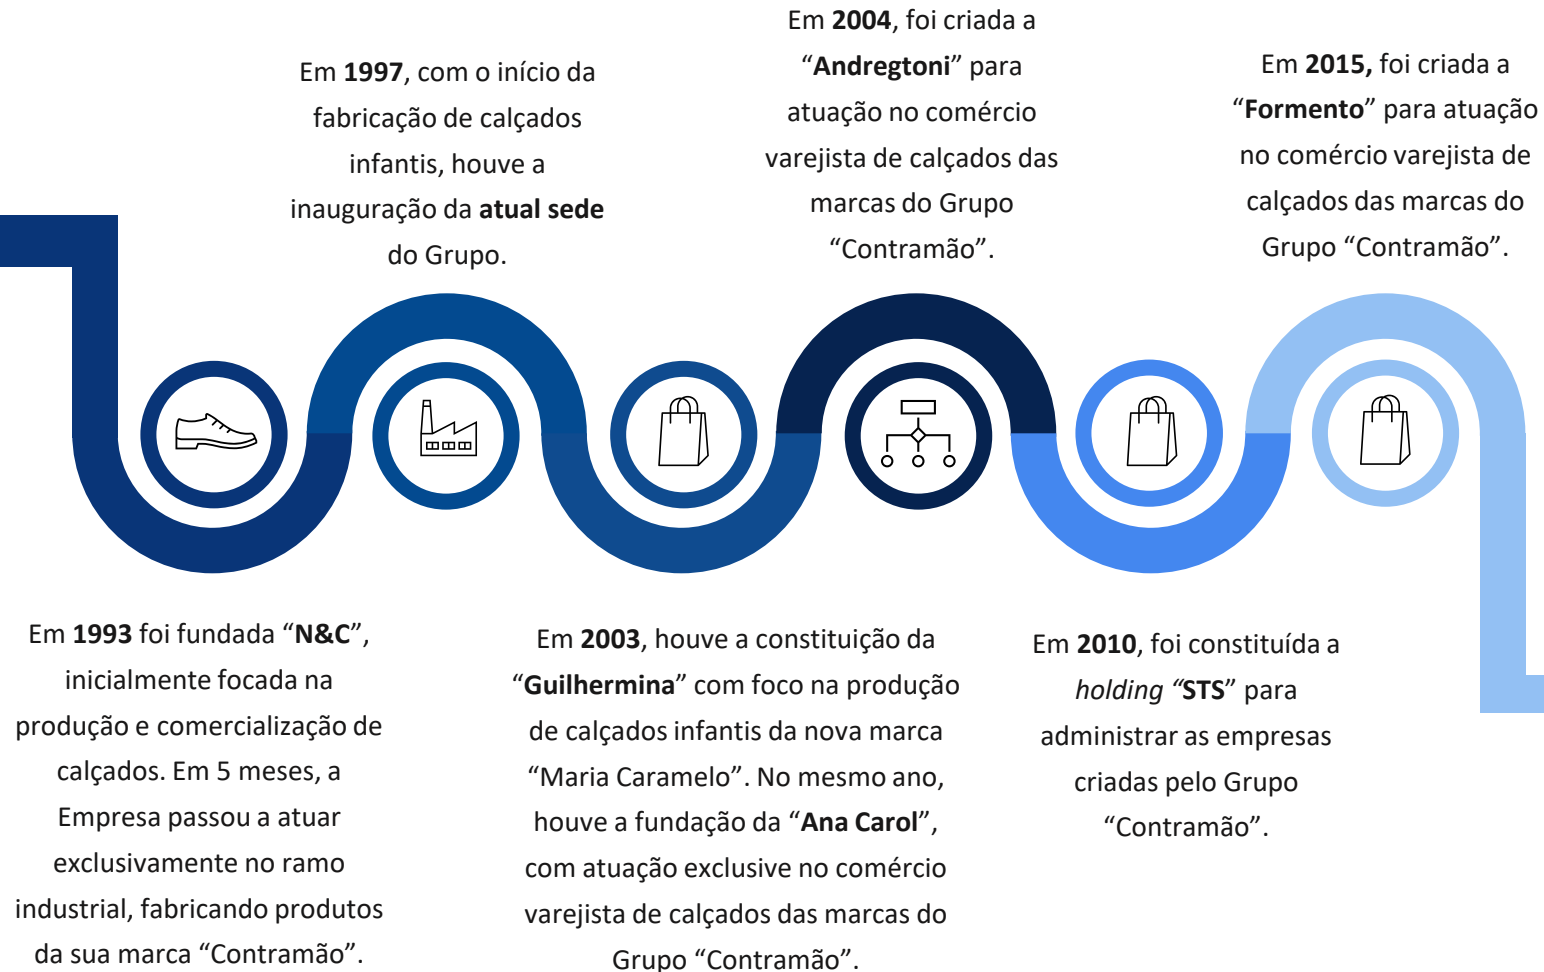 Em 1993 foi fundada “N&C”,
inicialmente focada na
produção e comercialização de
calçados. Em 5 meses, a
Empresa passou a atuar
exclusivamente no ramo
industrial, fabricando produtos
da sua marca “Contramão”.
Em 1997, com o início da
fabricação de calçados
infantis, houve a
inauguração da atual sede
do Grupo.
Em 2003, houve a constituição da
“Guilhermina” com foco na produção
de calçados infantis da nova marca
“Maria Caramelo”. No mesmo ano,
houve a fundação da “Ana Carol”,
com atuação exclusive no comércio
varejista de calçados das marcas do
Grupo “Contramão”.
Em 2004, foi criada a
“Andregtoni” para
atuação no comércio
varejista de calçados das
marcas do Grupo
“Contramão”.
Em 2010, foi constituída a
holding “STS” para
administrar as empresas
criadas pelo Grupo
“Contramão”.
Em 2015, foi criada a
“Formento” para atuação
no comércio varejista de
calçados das marcas do
Grupo “Contramão”.